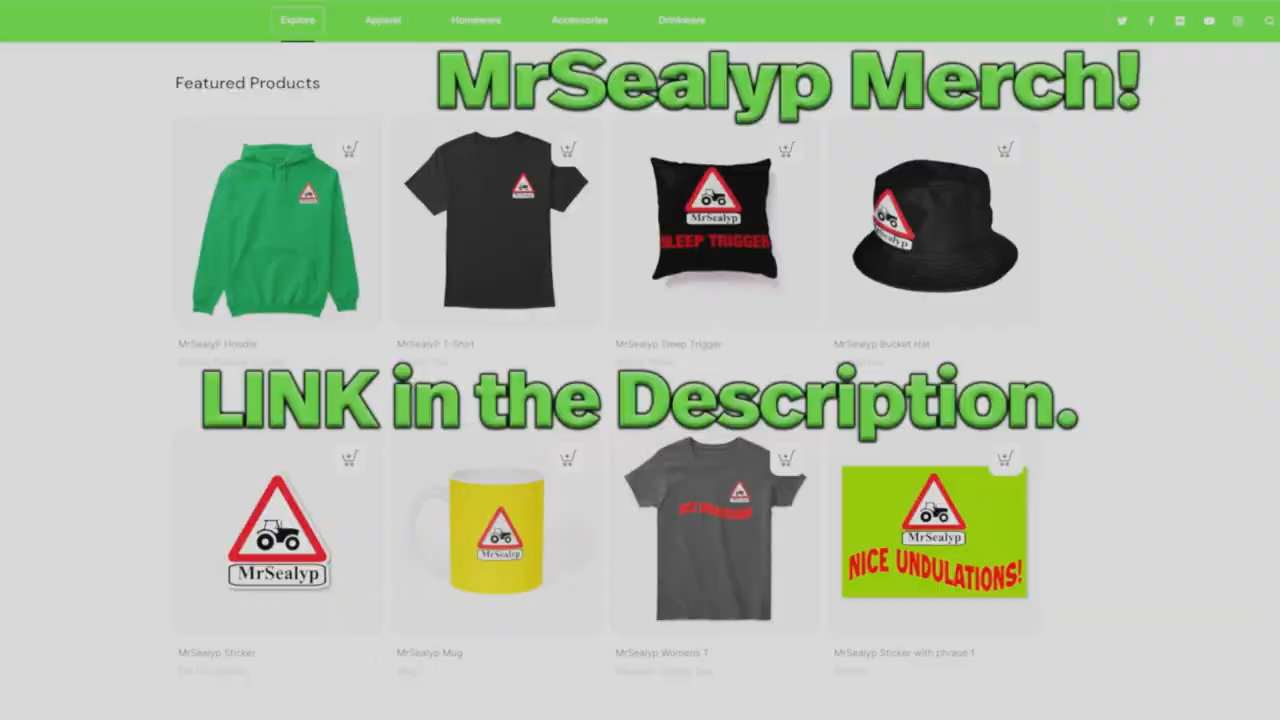 Explore Apparel Homeware Accessories Drinkware
Featured Products
MrSealyp Merch!
MrSealyp
SLEEP TRIGGER
MrSealyp
MrSealyP Hoodie
MrSealyP T-Shirt
MrSealyp Sleep Trigger
MrSealyp Bucket Hat
LINK in the Description.
MrSealyp
MrSealyp
MrSealyp
NICE UNDULATIONS!
MrSealyp Sticker
MrSealyp Mug
MrSealyp Womens T
MrSealyp Sticker with phrase 1
Mug